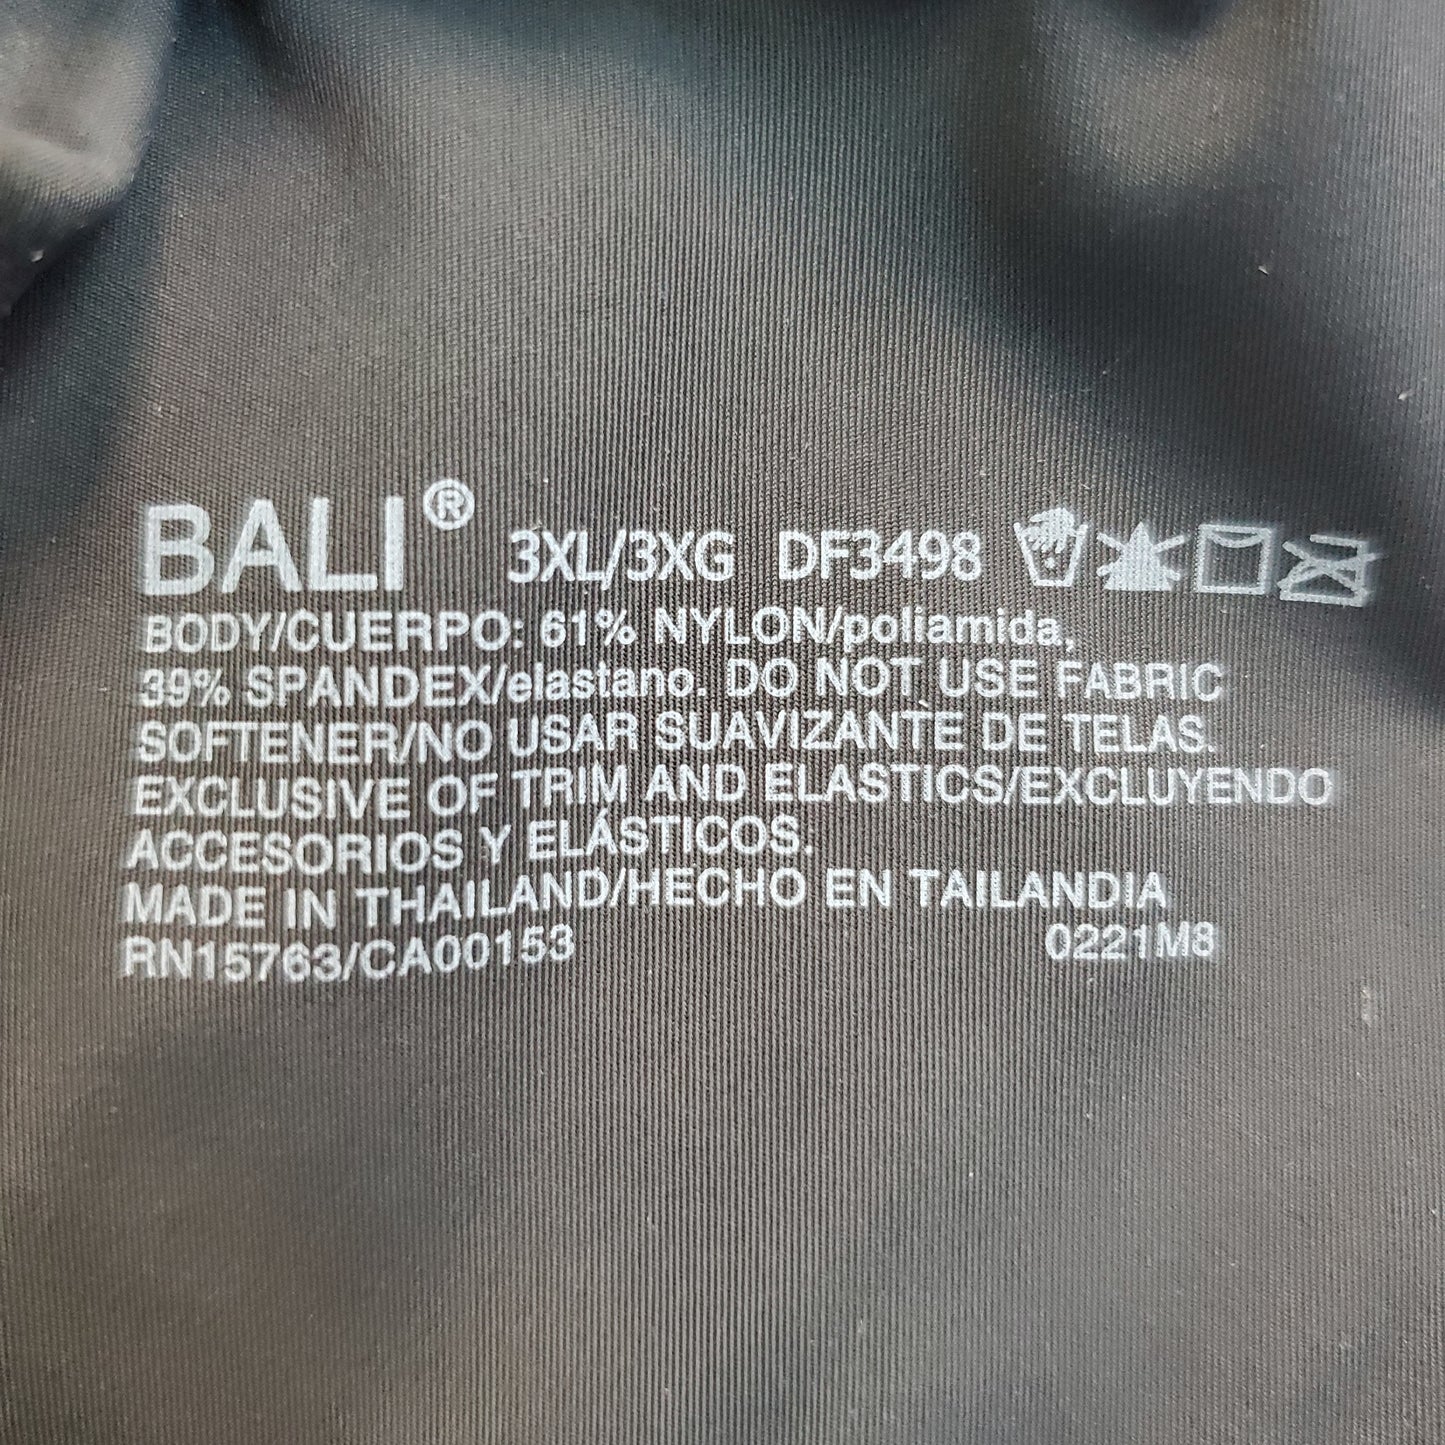 BALI® 3XL/3XG DF3498
BODY/CUERPO: 61% NYLON/poliamida,
39% SPANDEX/elastano. DO NOT USE FABRIC
SOFTENER/NO USAR SUAVIZANTE DE TELAS.
EXCLUSIVE OF TRIM AND ELASTICS/EXCLUYENDO
ACCESORIOS Y ELÁSTICOS.
MADE IN THAILAND/HECHO EN TAILANDIA
RN15763/CA00153 0221M8